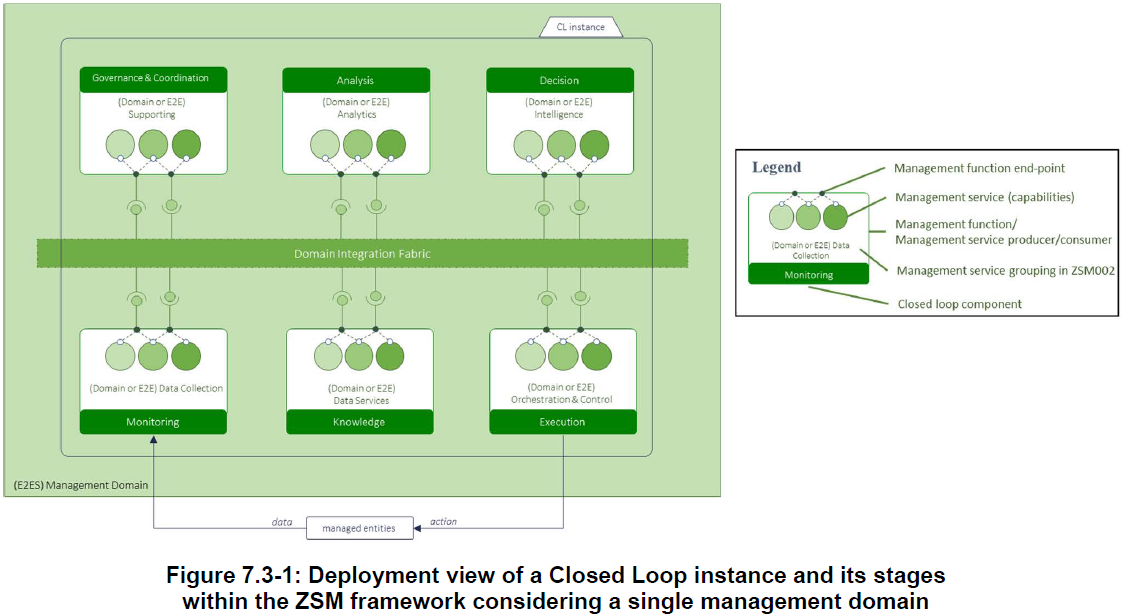 CL instance
Governance & Coordination
(Domain or E2E)
Supporting
Analysis
(Domain or E2E)
Analytics
Decision
(Domain or E2E)
Intelligence
Domain Integration Fabric
(Domain or E2E) Data Collection
Monitoring
(Domain or E2E)
Data Services
Knowledge
(Domain or E2E)
Orchestration & Control
Execution
(E2ES) Management Domain
data
managed entities
action
Legend
Management function end-point
Management service (capabilities)
Management function/
Management service producer/consumer
(Domain or E2E) Data
Collection
Management service grouping in ZSM002
Monitoring
Closed loop component
Figure 7.3-1: Deployment view of a Closed Loop instance and its stages
within the ZSM framework considering a single management domain